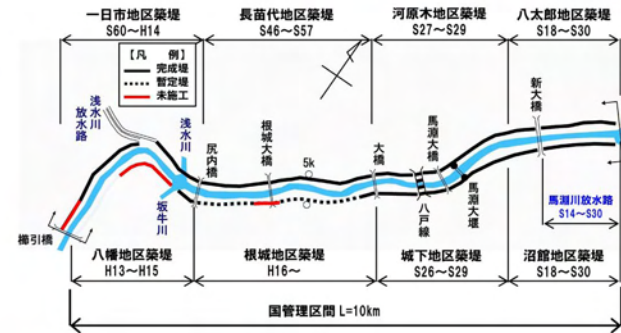 一日市地区築堤
S60～H14
長苗代地区築堤
S46～S57
河原木地区築堤
S27～S29
八太郎地区築堤
S18～S30
【凡 例】
完成堤
暫定堤
未施工
浅水川
放水路
浅水川
尻内橋
根城大橋
5k
大橋
馬淵大橋
新大橋
櫛引橋
坂牛川
八戸線
馬淵大堰
馬淵川放水路
S14～S30
八幡地区築堤
H13～H15
根城地区築堤
H16～
城下地区築堤
S26～S29
沼館地区築堤
S18～S30
国管理区間 L=10km